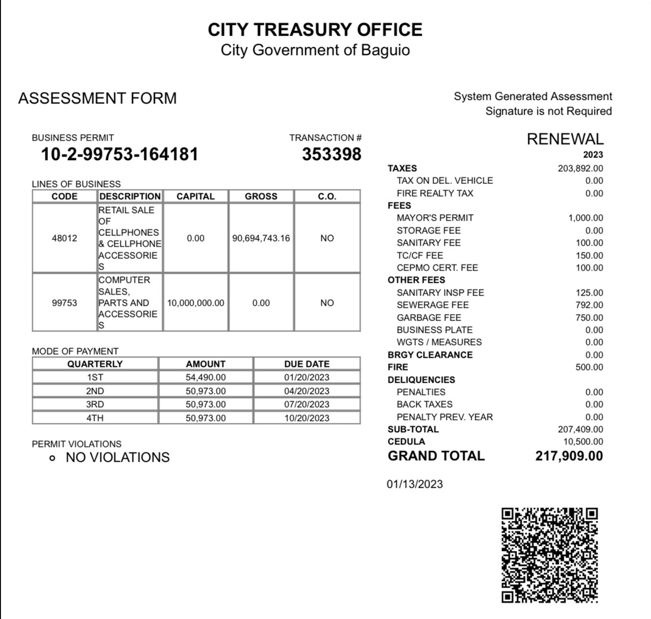 CITY TREASURY OFFICE
City Government of Baguio
ASSESSMENT FORM
System Generated Assessment
Signature is not Required
BUSINESS PERMIT
10-2-99753-164181
TRANSACTION #
353398
LINES OF BUSINESS
CODE DESCRIPTION CAPITAL GROSS C.O.
48012 RETAIL SALE OF CELLPHONES & CELLPHONE ACCESSORIES 0.00 90,694,743.16 NO
99753 COMPUTER SALES, PARTS AND ACCESSORIES 10,000,000.00 0.00 NO
MODE OF PAYMENT
QUARTERLY AMOUNT DUE DATE
1ST 54,490.00 01/20/2023
2ND 50,973.00 04/20/2023
3RD 50,973.00 07/20/2023
4TH 50,973.00 10/20/2023
PERMIT VIOLATIONS
NO VIOLATIONS
RENEWAL
2023
TAXES 203,892.00
TAX ON DEL. VEHICLE 0.00
FIRE REALTY TAX 0.00
FEES
MAYOR'S PERMIT 1,000.00
STORAGE FEE 0.00
SANITARY FEE 100.00
TC/CF FEE 150.00
CEPMO CERT. FEE 100.00
OTHER FEES
SANITARY INSP FEE 125.00
SEWERAGE FEE 792.00
GARBAGE FEE 750.00
BUSINESS PLATE 0.00
WGTS / MEASURES 0.00
BRGY CLEARANCE 0.00
FIRE 500.00
DELIQUENCIES
PENALTIES 0.00
BACK TAXES 0.00
PENALTY PREV. YEAR 0.00
SUB-TOTAL 207,409.00
CEDULA 10,500.00
GRAND TOTAL 217,909.00
01/13/2023